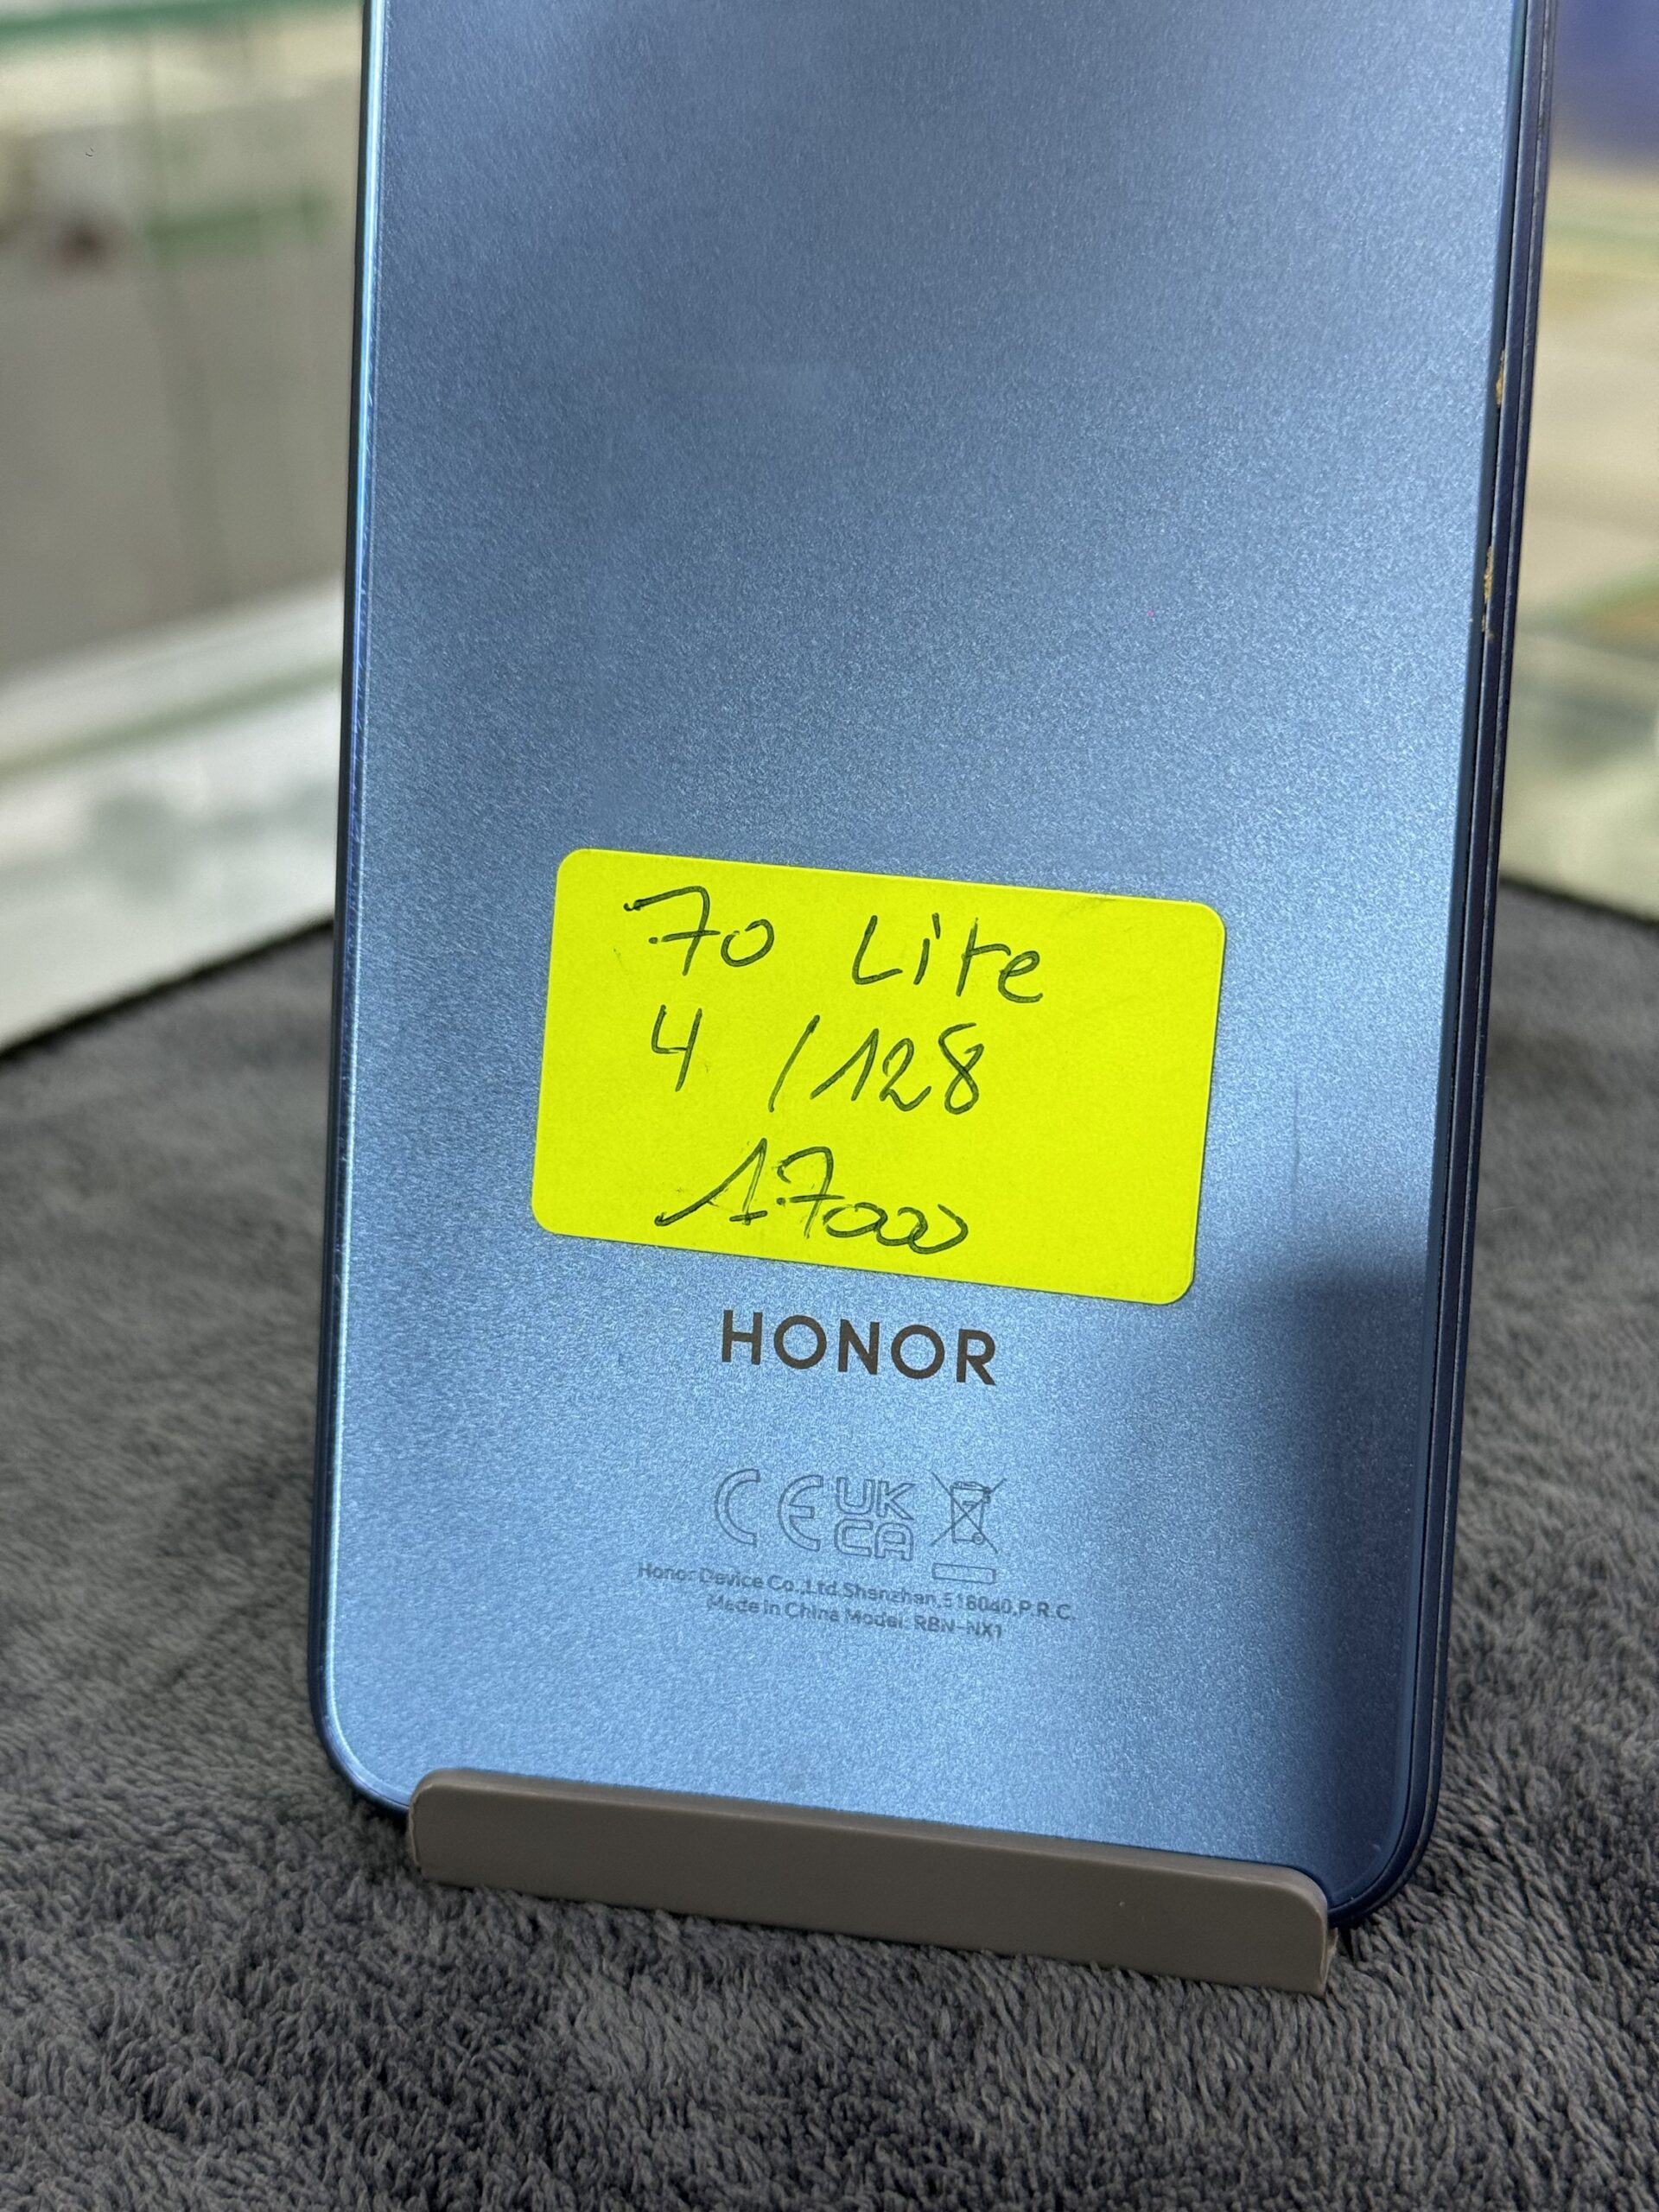 70 Lite
4 /128
17000
HONOR
CE UK CA
Honor Device Co.,Ltd.Shenzhen,518040,P.R.C.
Made in China Model: RBN-NX1